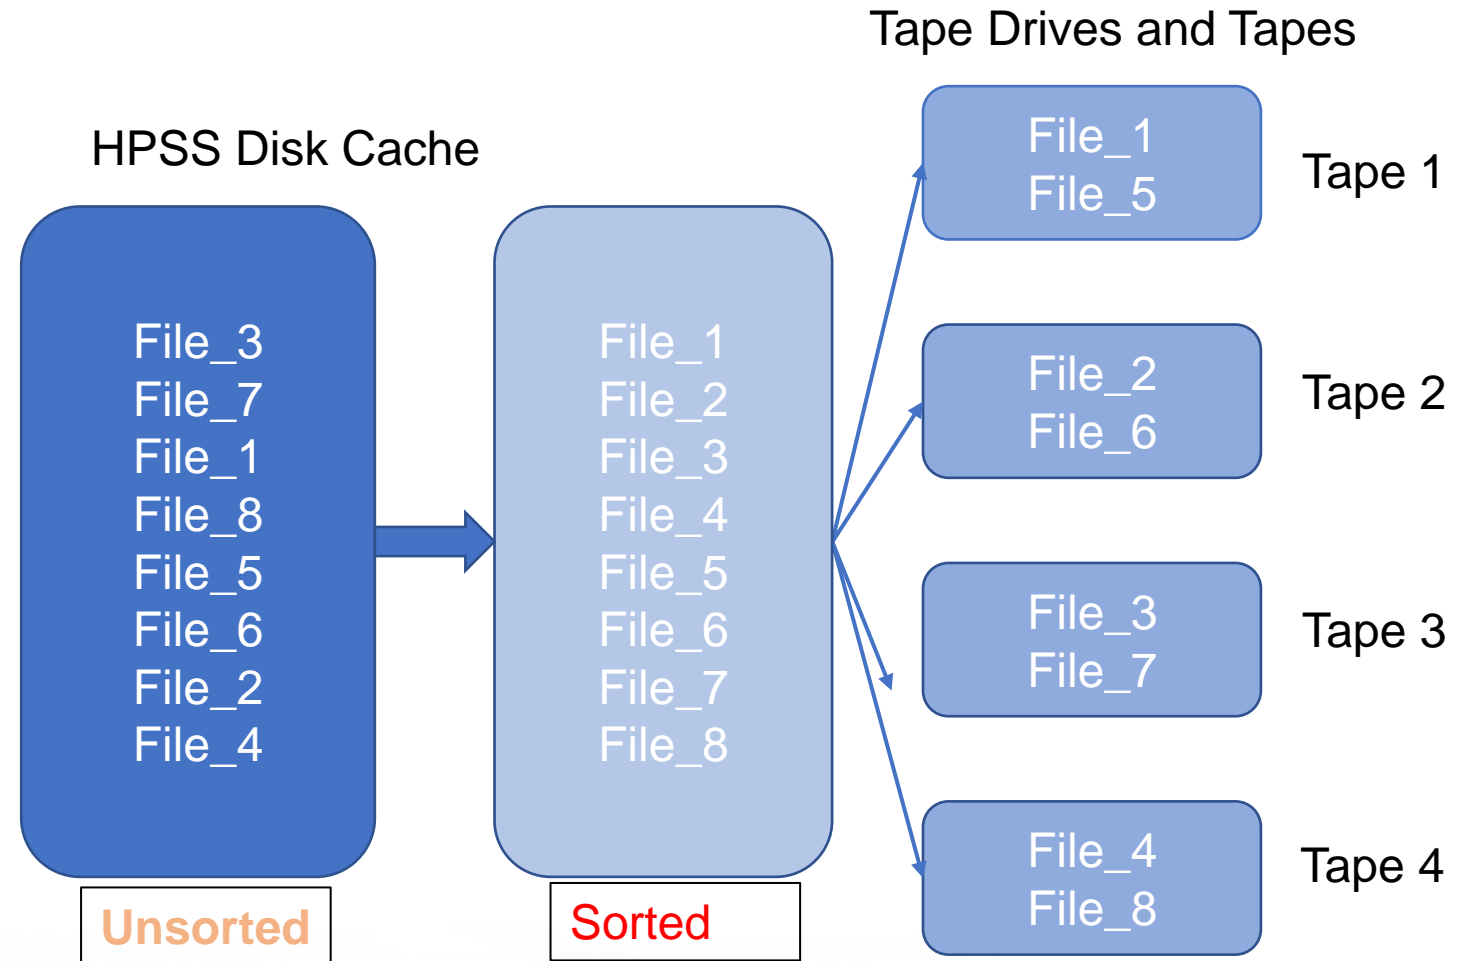 Tape Drives and Tapes
HPSS Disk Cache
File_3
File_7
File_1
File_8
File_5
File_6
File_2
File_4
Unsorted
File_1
File_2
File_3
File_4
File_5
File_6
File_7
File_8
Sorted
File_1
File_5
Tape 1
File_2
File_6
Tape 2
File_3
File_7
Tape 3
File_4
File_8
Tape 4